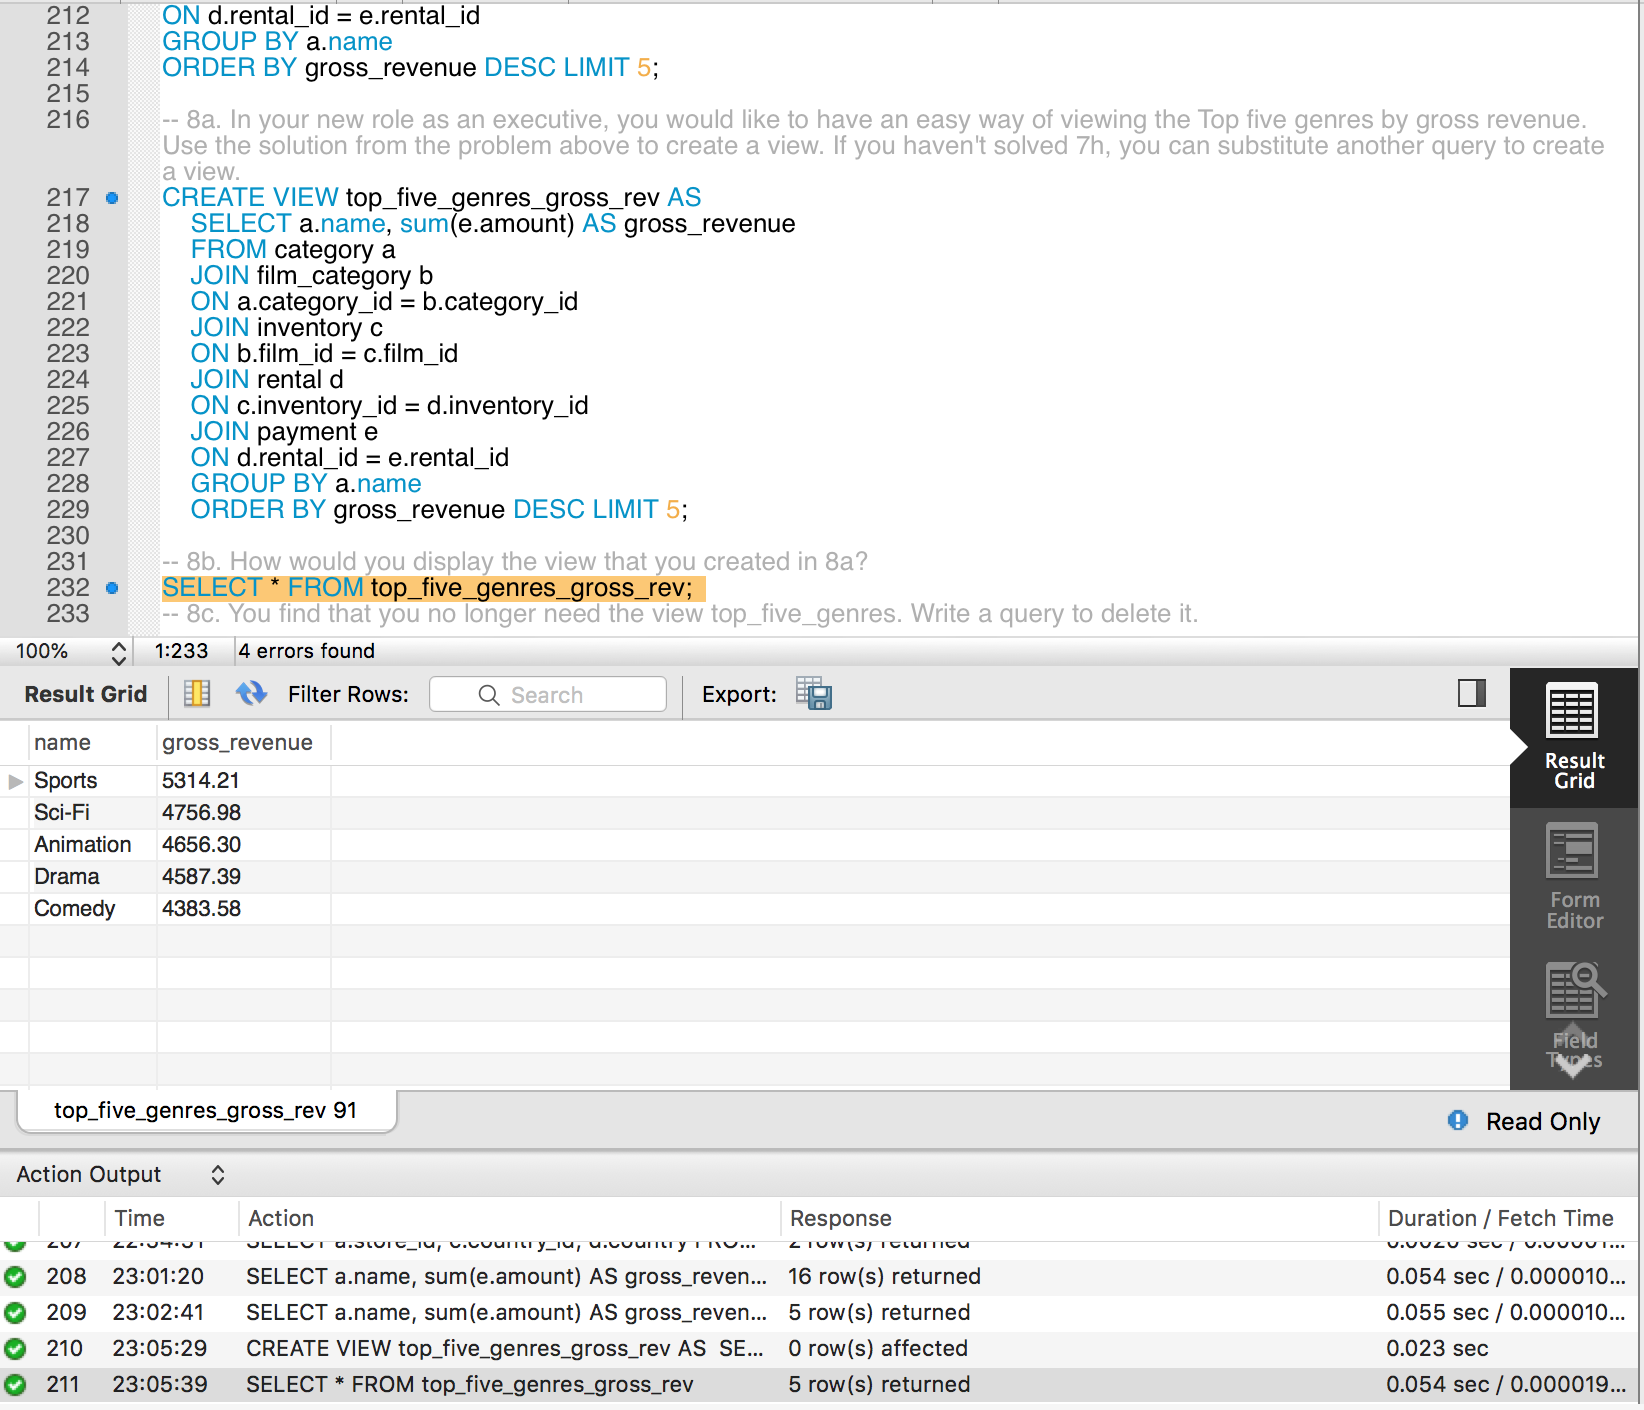 212 ON d.rental_id = e.rental_id
213 GROUP BY a.name
214 ORDER BY gross_revenue DESC LIMIT 5;
215
216 -- 8a. In your new role as an executive, you would like to have an easy way of viewing the Top five genres by gross revenue.
Use the solution from the problem above to create a view. If you haven't solved 7h, you can substitute another query to create
a view.
217 CREATE VIEW top_five_genres_gross_rev AS
218 SELECT a.name, sum(e.amount) AS gross_revenue
219 FROM category a
220 JOIN film_category b
221 ON a.category_id = b.category_id
222 JOIN inventory c
223 ON b.film_id = c.film_id
224 JOIN rental d
225 ON c.inventory_id = d.inventory_id
226 JOIN payment e
227 ON d.rental_id = e.rental_id
228 GROUP BY a.name
229 ORDER BY gross_revenue DESC LIMIT 5;
230
231 -- 8b. How would you display the view that you created in 8a?
232 SELECT * FROM top_five_genres_gross_rev;
233 -- 8c. You find that you no longer need the view top_five_genres. Write a query to delete it.
100% 1:233 4 errors found
Result Grid Filter Rows: Search Export:
name gross_revenue
Sports 5314.21
Sci-Fi 4756.98
Animation 4656.30
Drama 4587.39
Comedy 4383.58
Result
Grid
Form
Editor
Field
Types
top_five_genres_gross_rev 91
Read Only
Action Output
Time Action Response Duration / Fetch Time
207 SELECT a.store_id, c.country_id, d.country FRO... 2 row(s) returned
208 23:01:20 SELECT a.name, sum(e.amount) AS gross_reven... 16 row(s) returned 0.054 sec / 0.000010...
209 23:02:41 SELECT a.name, sum(e.amount) AS gross_reven... 5 row(s) returned 0.055 sec / 0.000010...
210 23:05:29 CREATE VIEW top_five_genres_gross_rev AS SE... 0 row(s) affected 0.023 sec
211 23:05:39 SELECT * FROM top_five_genres_gross_rev 5 row(s) returned 0.054 sec / 0.000019...